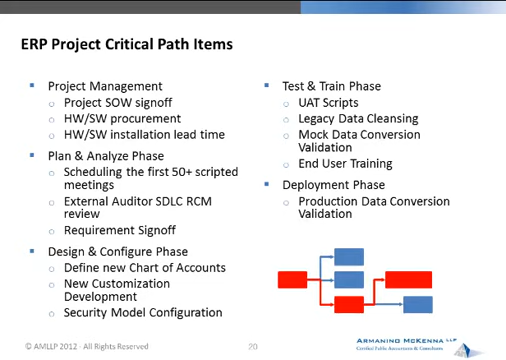 ERP Project Critical Path Items
Project Management
Project SOW signoff
HW/SW procurement
HW/SW installation lead time
Plan & Analyze Phase
Scheduling the first 50+ scripted
meetings
External Auditor SDLC RCM
review
Requirement Signoff
Design & Configure Phase
Define new Chart of Accounts
New Customization
Development
Security Model Configuration
Test & Train Phase
UAT Scripts
Legacy Data Cleansing
Mock Data Conversion
Validation
End User Training
Deployment Phase
Production Data Conversion
Validation
© AMLLP 2012 - All Rights Reserved
20
ARMANINO MCKENNA LLP
Certified Public Accountants & Consultants